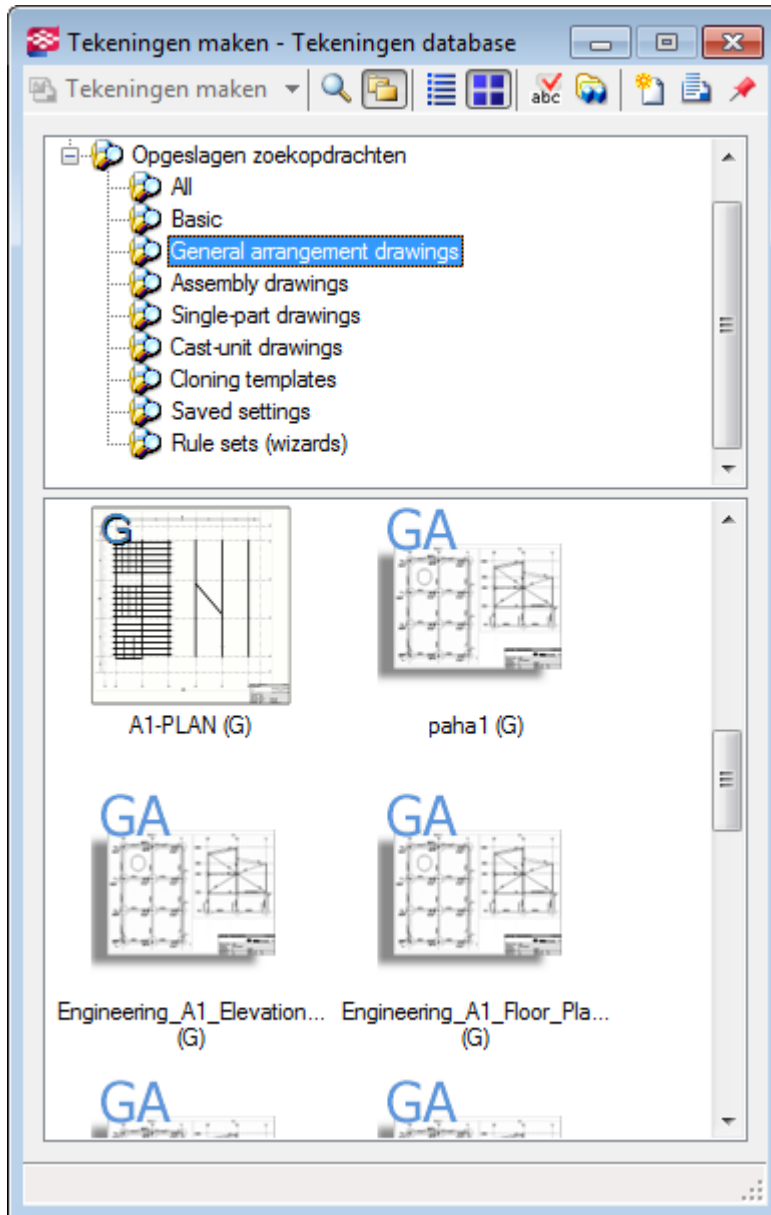 Tekeningen maken - Tekeningen database
Tekeningen maken
abc
Opgeslagen zoekopdrachten
All
Basic
General arrangement drawings
Assembly drawings
Single-part drawings
Cast-unit drawings
Cloning templates
Saved settings
Rule sets (wizards)
G
GA
A1-PLAN (G)
paha1 (G)
GA
GA
Engineering_A1_Elevation...
(G)
Engineering_A1_Floor_Pla...
(G)
GA
GA